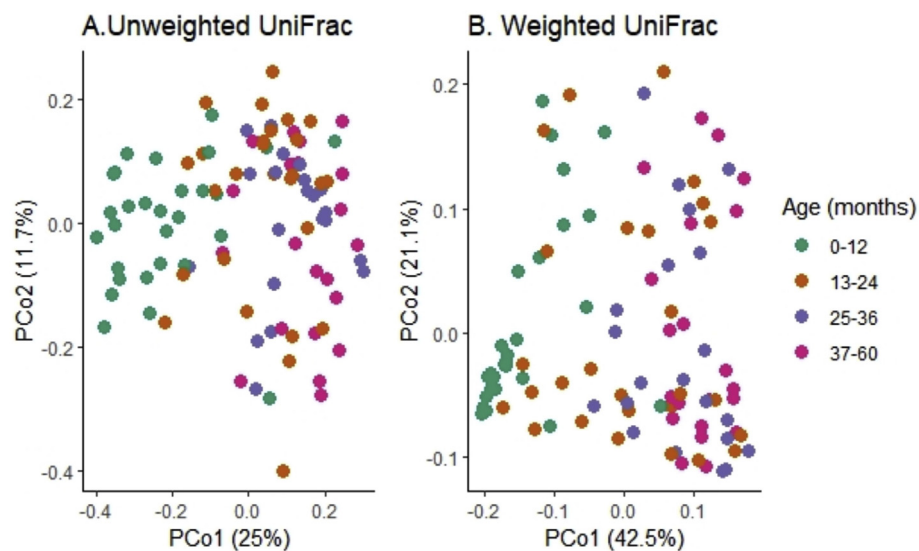 A.Unweighted UniFrac
B. Weighted UniFrac
0.2
0.0
-0.2
-0.4
PCo2 (11.7%)
-0.4
-0.2
0.0
0.2
PCo1 (25%)
0.2
0.1
0.0
-0.1
PCo2 (21.1%)
-0.2
-0.1
0.0
0.1
PCo1 (42.5%)
Age (months)
0-12
13-24
25-36
37-60